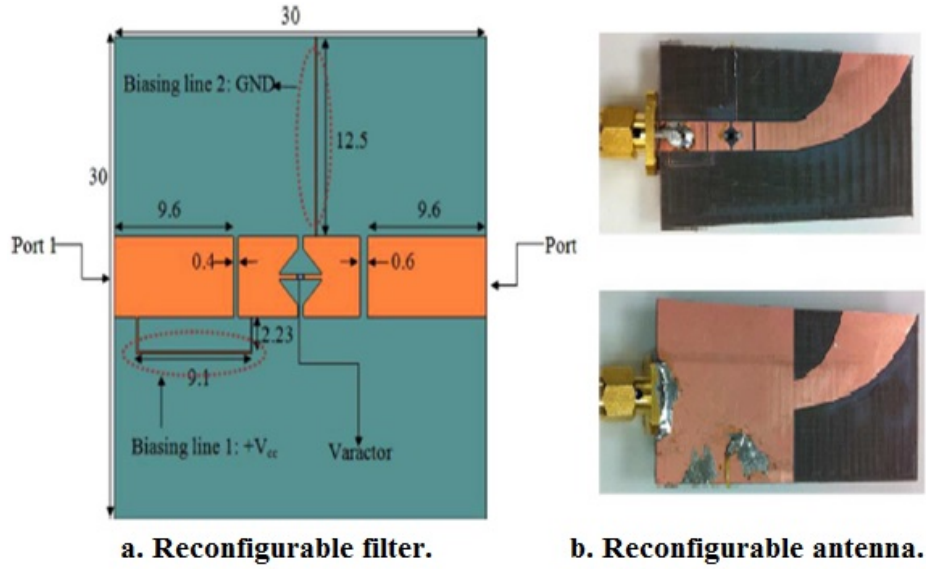 30
Biasing line 2: GND
12.5
30
9.6
9.6
Port 1
0.4
0.6
Port
2.23
9.1
Biasing line 1: +Vcc
Varactor
a. Reconfigurable filter.
b. Reconfigurable antenna.